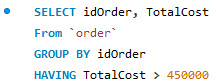 SELECT idOrder, TotalCost
From `order`
GROUP BY idOrder
HAVING TotalCost > 450000